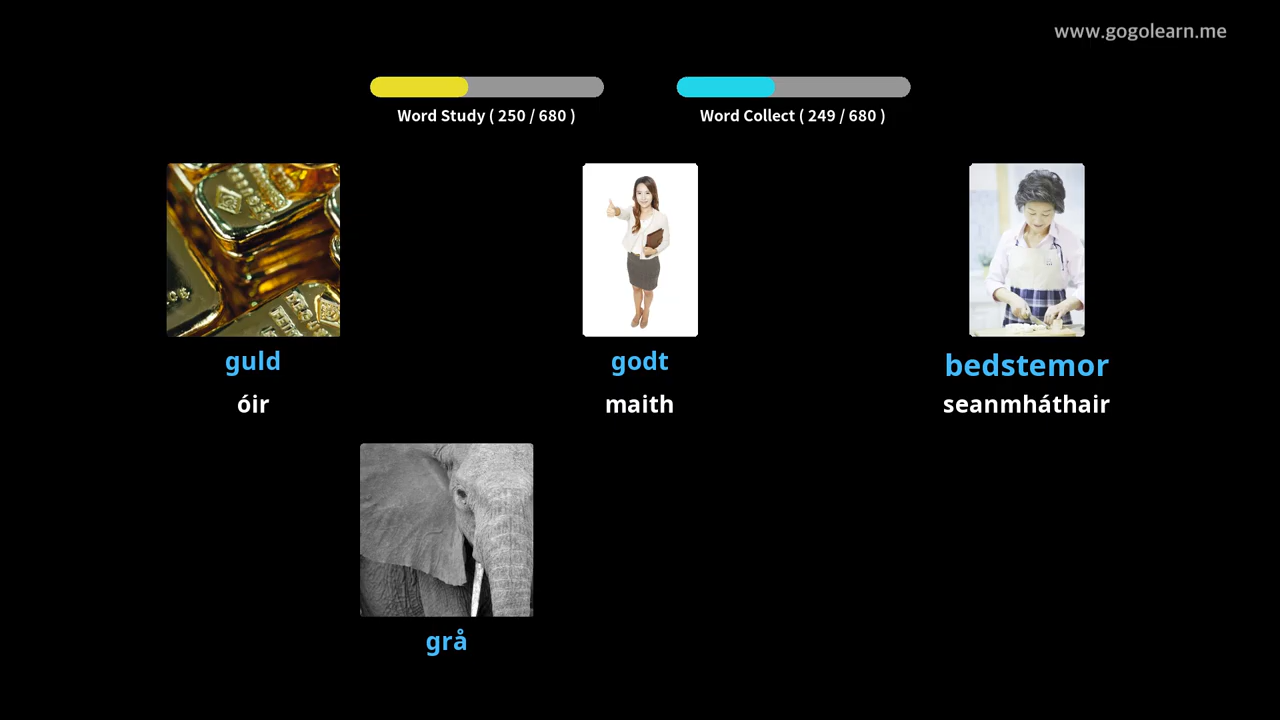 www.gogolearn.me
Word Study ( 250 / 680 )
Word Collect ( 249 / 680 )
guld
godt
bedstemor
óir
maith
seanmháthair
grå